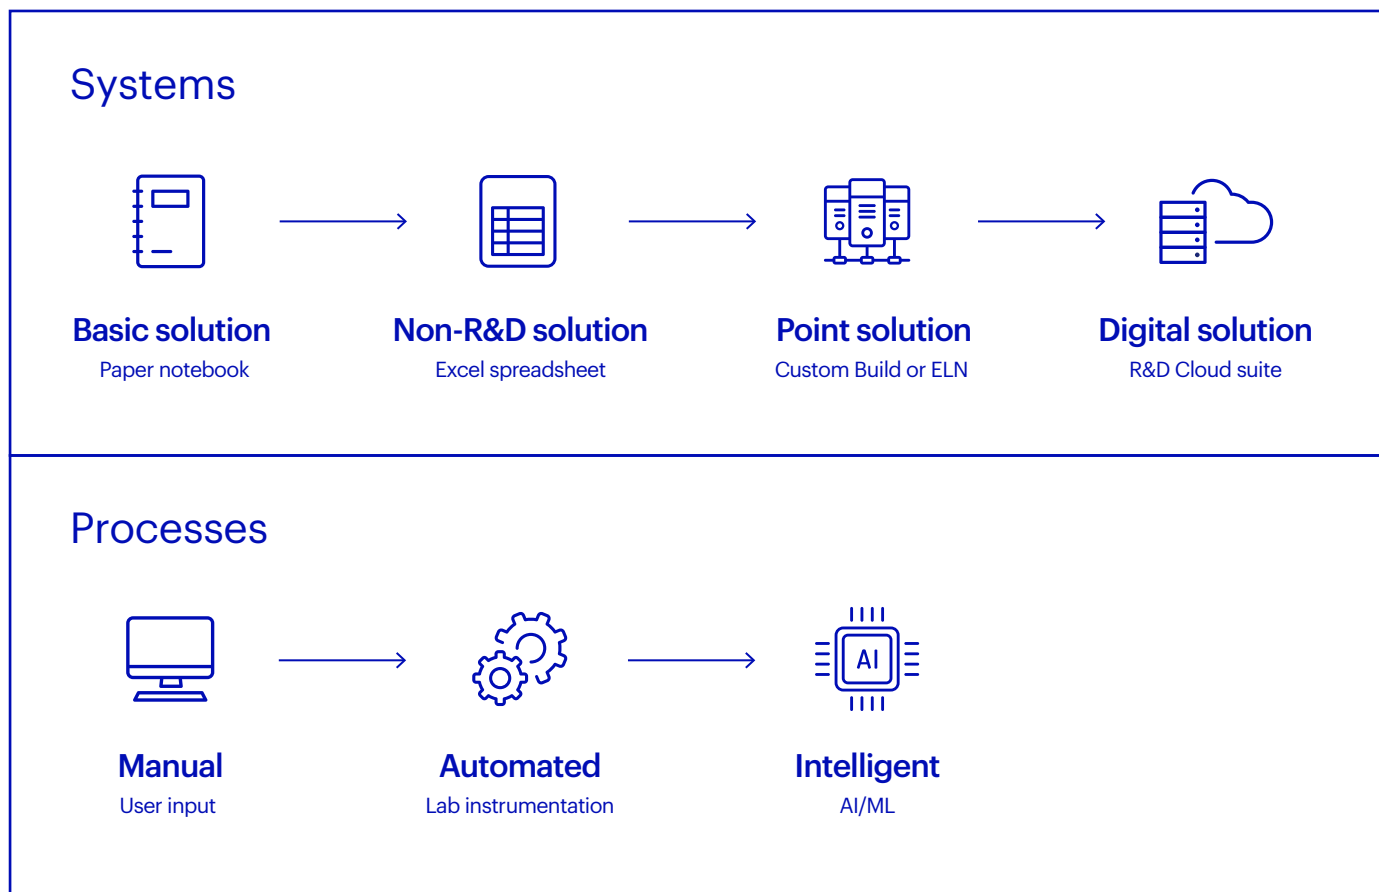 Systems
Basic solution
Paper notebook
Non-R&D solution
Excel spreadsheet
Point solution
Custom Build or ELN
Digital solution
R&D Cloud suite
Processes
Manual
User input
Automated
Lab instrumentation
AI
Intelligent
AI/ML